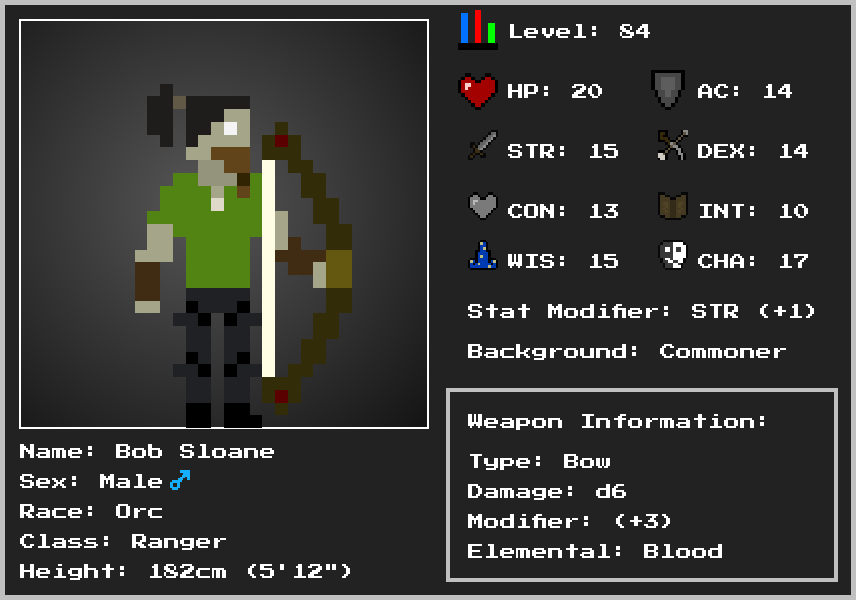 Level: 84
HP: 20
AC: 14
STR: 15
DEX: 14
CON: 13
INT: 10
WIS: 15
CHA: 17
Stat Modifier: STR (+1)
Background: Commoner
Name: Bob Sloane
Sex: Male ♂
Race: Orc
Class: Ranger
Height: 182cm (5'12")
Weapon Information:
Type: Bow
Damage: d6
Modifier: (+3)
Elemental: Blood